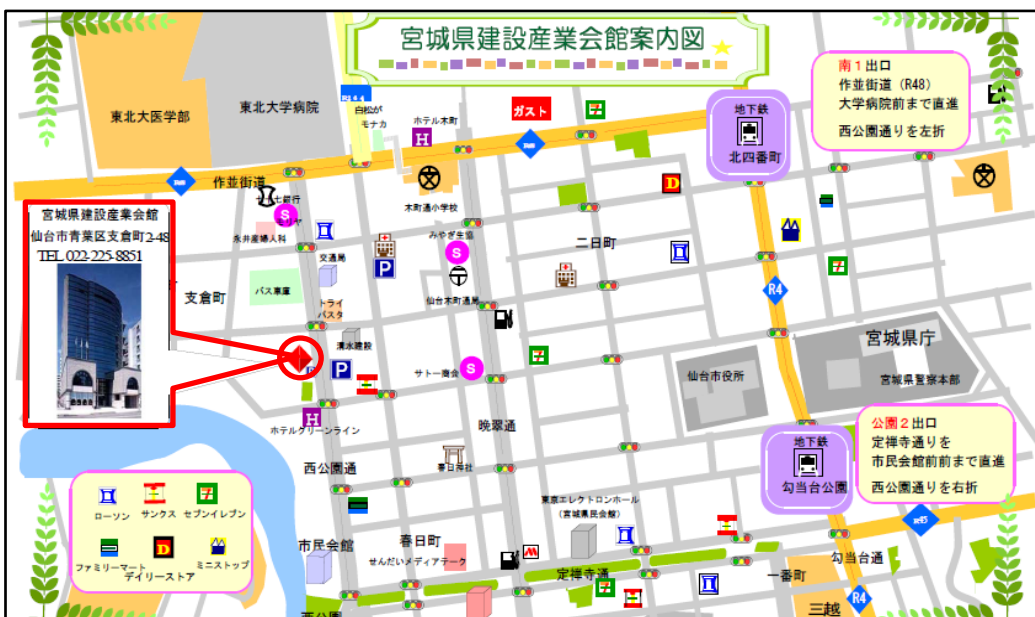 宮城県建設産業会館案内図
南1出口
作並街道 (R48)
大学病院前まで直進
西公園通りを左折
東北大医学部
東北大学病院
白松が
モナカ
ホテル木町
ガスト
地下鉄
北四番町
作並街道
R48
木町通小学校
宮城県建設産業会館
仙台市青葉区支倉町2-48
TEL 022-225-8851
モリヤ
永井産婦人科
交通局
みやぎ生協
二日町
支倉町
バス車庫
トライ
パスタ
仙台木町通局
R4
清水建設
P
サトー商会
仙台市役所
宮城県庁
宮城県警察本部
ホテルグリーンライン
晩翠通
西公園通
春日神社
公園2出口
定禅寺通りを
市民会館前前まで直進
西公園通りを右折
地下鉄
勾当台公園
東京エレクトロンホール
(宮城県民会館)
ローソン
サンクス
セブンイレブン
ファミリーマート
デイリーストア
ミニストップ
市民会館
春日町
せんだいメディアテーク
定禅寺通
一番町
勾当台通
三越
R4
西公園